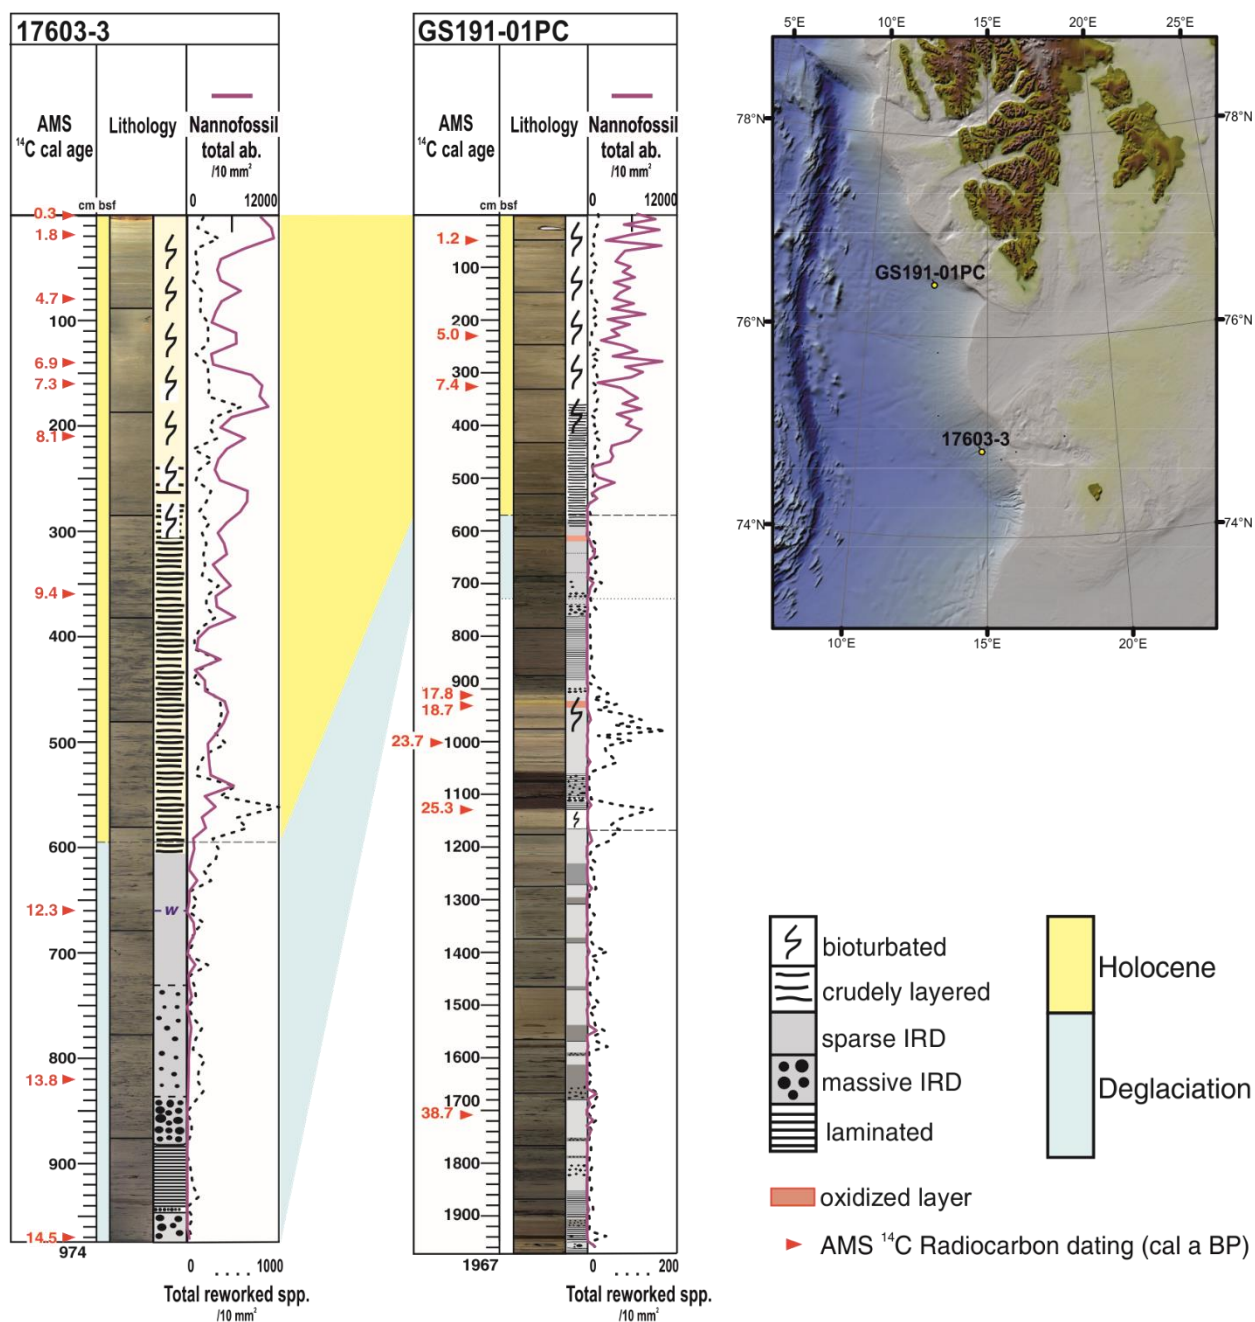 17603-3
AMS
¹⁴C cal age
Lithology
Nannofossil
total ab.
/10 mm²
cm bsf
0
12000
0.3
1.8
4.7
100
6.9
7.3
200
8.1
300
9.4
400
500
600
12.3
w
700
800
13.8
900
14.5
974
0
1000
Total reworked spp.
/10 mm²
GS191-01PC
AMS
¹⁴C cal age
Lithology
Nannofossil
total ab.
/10 mm²
cm bsf
0
12000
1.2
100
200
5.0
300
7.4
400
500
600
700
800
900
17.8
18.7
23.7
1000
1100
25.3
1200
1300
1400
1500
1600
1700
38.7
1800
1900
1967
0
200
Total reworked spp.
/10 mm²
5°E
10°E
15°E
20°E
25°E
78°N
78°N
GS191-01PC
76°N
76°N
17603-3
74°N
74°N
10°E
15°E
20°E
bioturbated
crudely layered
sparse IRD
massive IRD
laminated
Holocene
Deglaciation
oxidized layer
AMS ¹⁴C Radiocarbon dating (cal a BP)